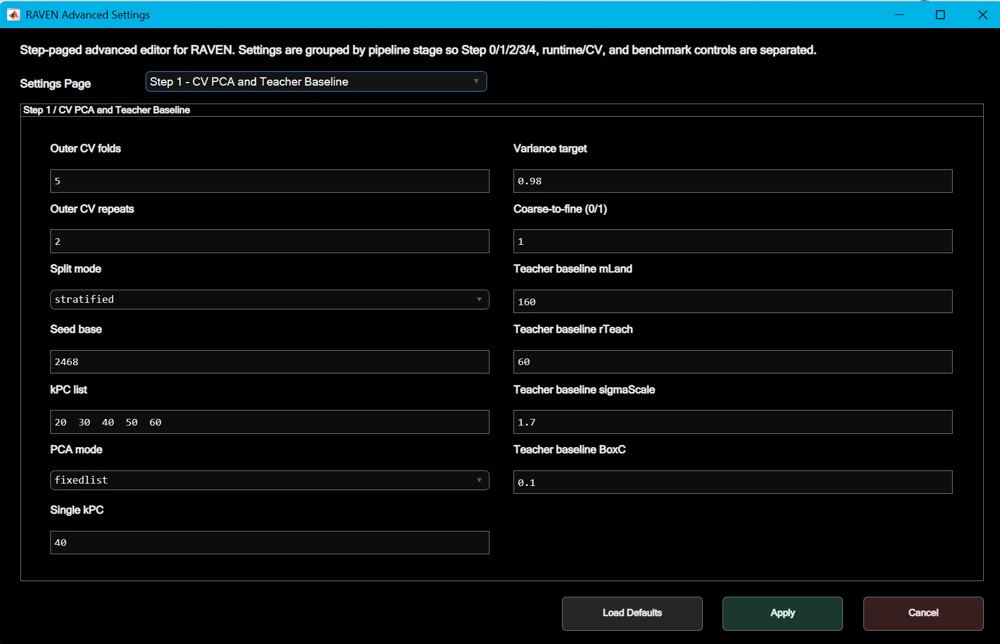 RAVEN Advanced Settings
Step-paged advanced editor for RAVEN. Settings are grouped by pipeline stage so Step 0/1/2/3/4, runtime/CV, and benchmark controls are separated.
Settings Page
Step 1 - CV PCA and Teacher Baseline
Step 1 / CV PCA and Teacher Baseline
Outer CV folds
5
Outer CV repeats
2
Split mode
stratified
Seed base
2468
kPC list
20  30  40  50  60
PCA mode
fixedlist
Single kPC
40
Variance target
0.98
Coarse-to-fine (0/1)
1
Teacher baseline mLand
160
Teacher baseline rTeach
60
Teacher baseline sigmaScale
1.7
Teacher baseline BoxC
0.1
Load Defaults
Apply
Cancel